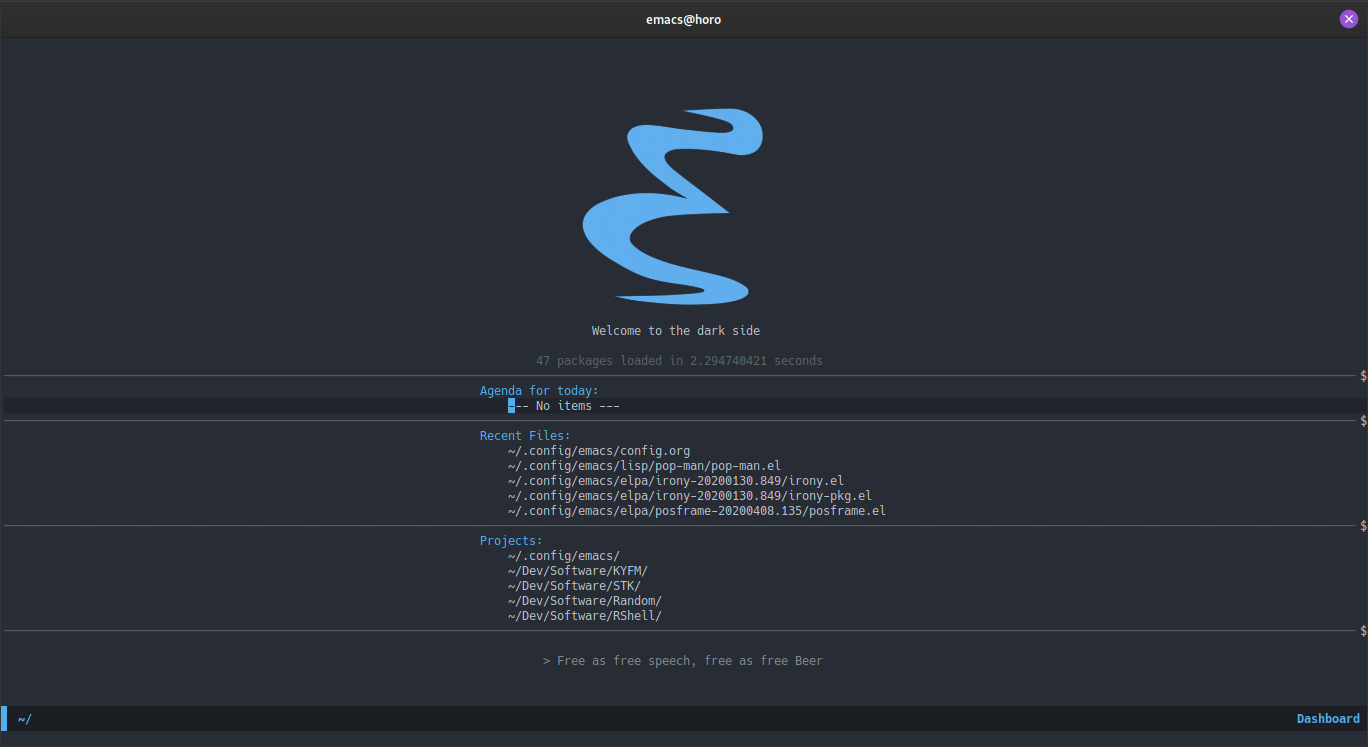 emacs@horo
Welcome to the dark side
47 packages loaded in 2.294740421 seconds
$
Agenda for today:
--- No items ---
$
Recent Files:
~/.config/emacs/config.org
~/.config/emacs/lisp/pop-man/pop-man.el
~/.config/emacs/elpa/irony-20200130.849/irony.el
~/.config/emacs/elpa/irony-20200130.849/irony-pkg.el
~/.config/emacs/elpa/posframe-20200408.135/posframe.el
$
Projects:
~/.config/emacs/
~/Dev/Software/KYFM/
~/Dev/Software/STK/
~/Dev/Software/Random/
~/Dev/Software/RShell/
$
> Free as free speech, free as free Beer
~/ Dashboard